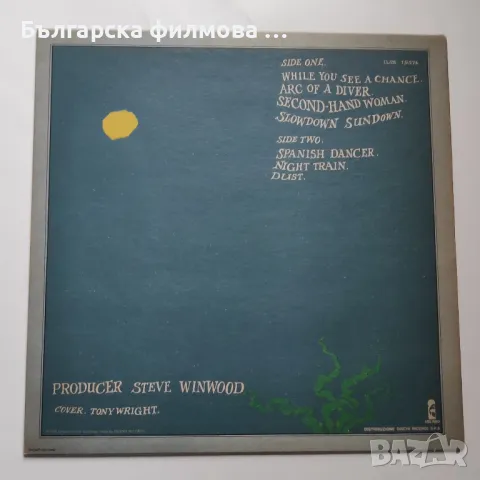 Българска филмова ...
SIDE ONE.
WHILE YOU SEE A CHANCE.
ARC OF A DIVER.
SECOND-HAND WOMAN.
SLOWDOWN SUNDOWN.
SIDE TWO.
SPANISH DANCER.
NIGHT TRAIN.
DUST.
PRODUCER STEVE WINWOOD
COVER. TONY WRIGHT.
BAZAR